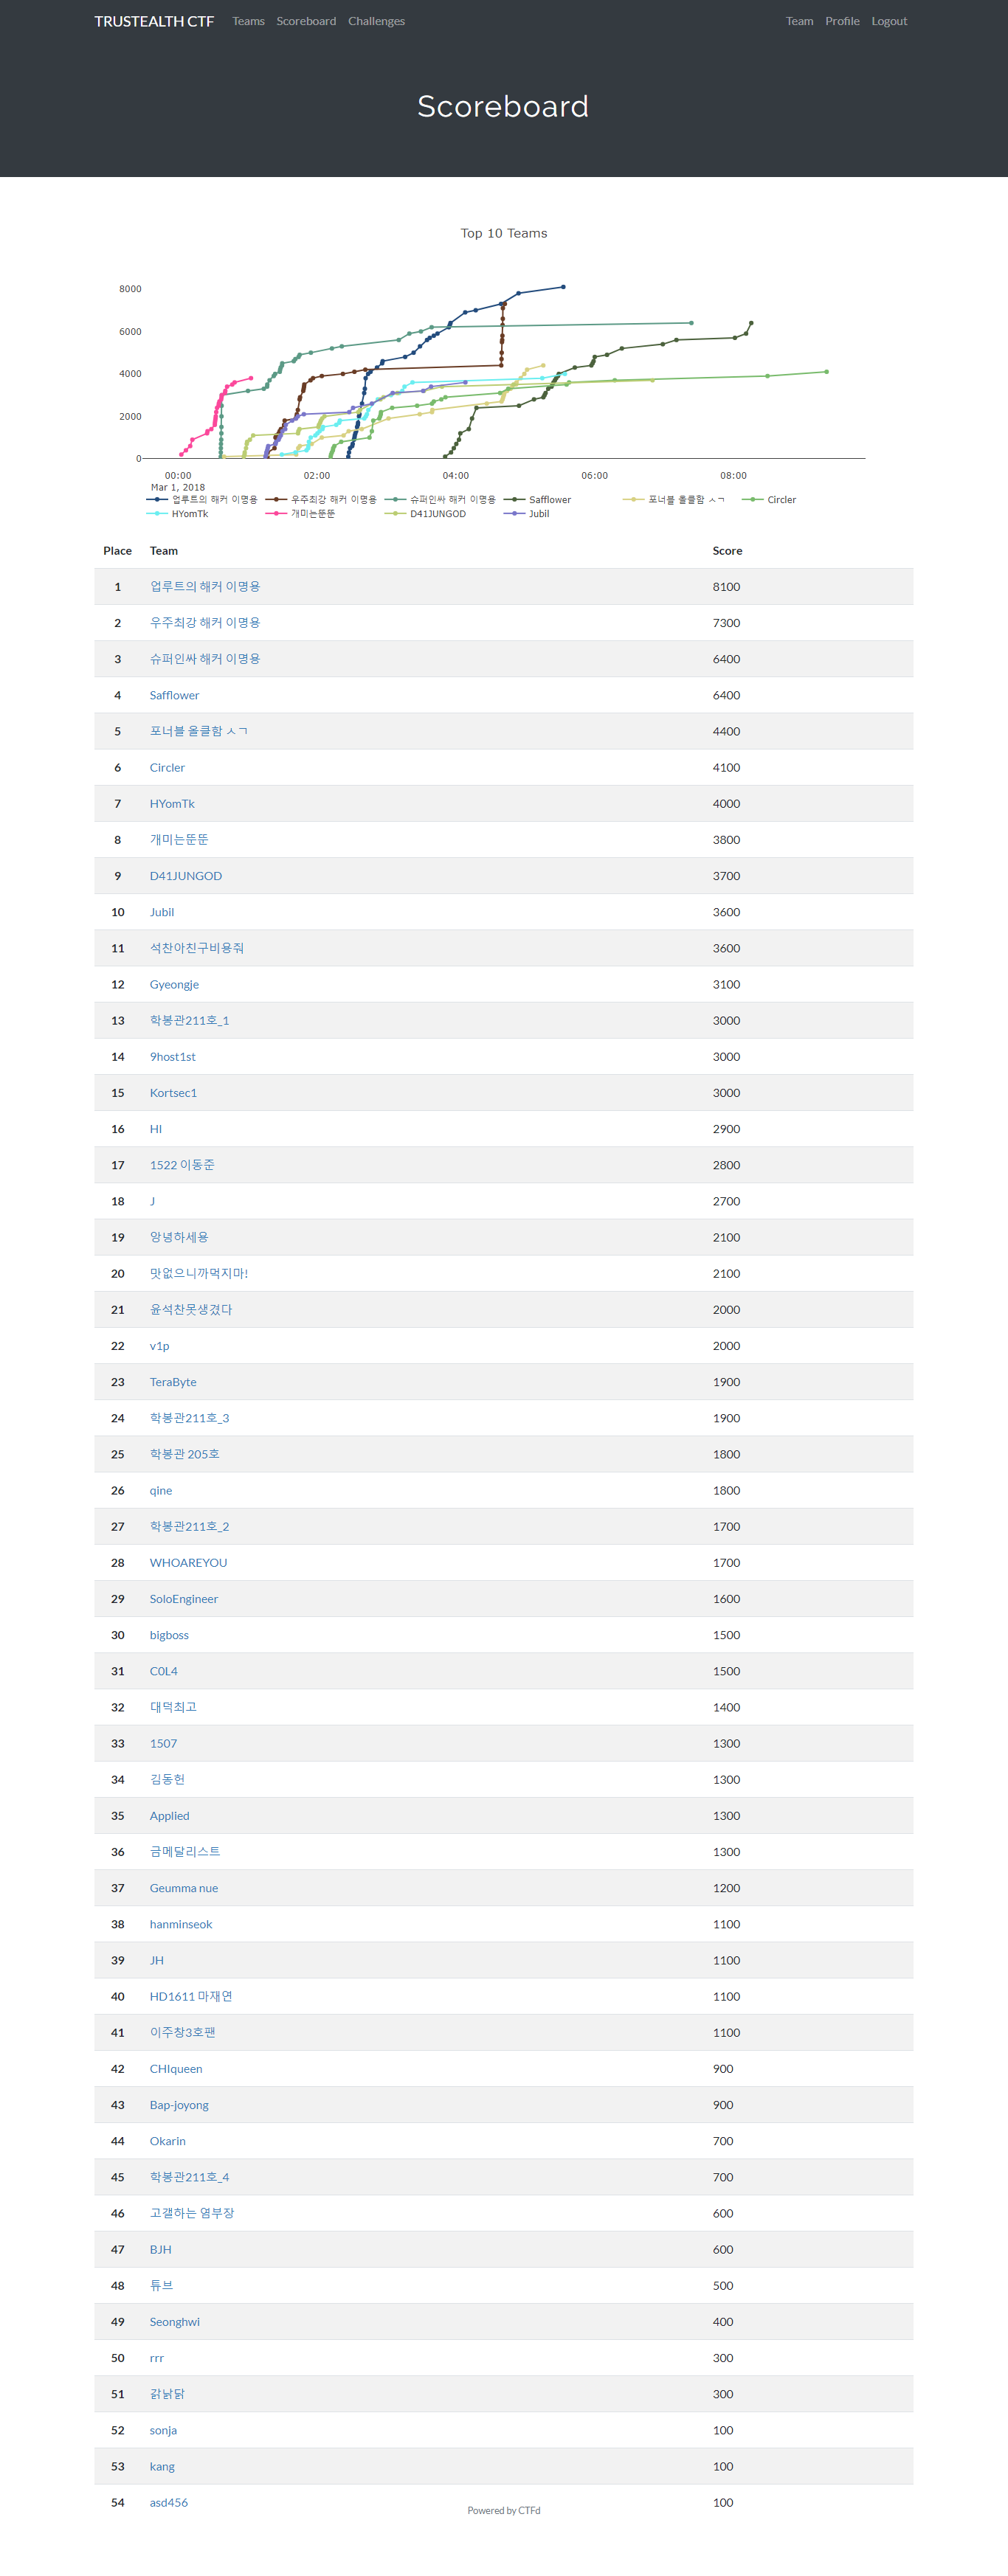 TRUSTEALTH CTF Teams Scoreboard Challenges Team Profile Logout
Scoreboard
Top 10 Teams
8000
6000
4000
2000
0
00:00 02:00 04:00 06:00 08:00
Mar 1, 2018
업루트의 해커 이명용 우주최강 해커 이명용 슈퍼인싸 해커 이명용 Safflower 포너블 올클함 ㅅㄱ Circler
HYomTk 개미는뚠뚠 D41JUNGOD Jubil
Place Team Score
1 업루트의 해커 이명용 8100
2 우주최강 해커 이명용 7300
3 슈퍼인싸 해커 이명용 6400
4 Safflower 6400
5 포너블 올클함 ㅅㄱ 4400
6 Circler 4100
7 HYomTk 4000
8 개미는뚠뚠 3800
9 D41JUNGOD 3700
10 Jubil 3600
11 석찬아친구비용줘 3600
12 Gyeongje 3100
13 학봉관211호_1 3000
14 9host1st 3000
15 Kortsec1 3000
16 HI 2900
17 1522 이동준 2800
18 J 2700
19 앙녕하세용 2100
20 맛없으니까먹지마! 2100
21 윤석찬못생겼다 2000
22 v1p 2000
23 TeraByte 1900
24 학봉관211호_3 1900
25 학봉관 205호 1800
26 qine 1800
27 학봉관211호_2 1700
28 WHOAREYOU 1700
29 SoloEngineer 1600
30 bigboss 1500
31 C0L4 1500
32 대덕최고 1400
33 1507 1300
34 김동헌 1300
35 Applied 1300
36 금메달리스트 1300
37 Geumma nue 1200
38 hanminseok 1100
39 JH 1100
40 HD1611 마재연 1100
41 이주창3호팬 1100
42 CHIqueen 900
43 Bap-joyong 900
44 Okarin 700
45 학봉관211호_4 700
46 고갤하는 염부장 600
47 BJH 600
48 튜브 500
49 Seonghwi 400
50 rrr 300
51 갉낡닭 300
52 sonja 100
53 kang 100
54 asd456 100
Powered by CTFd